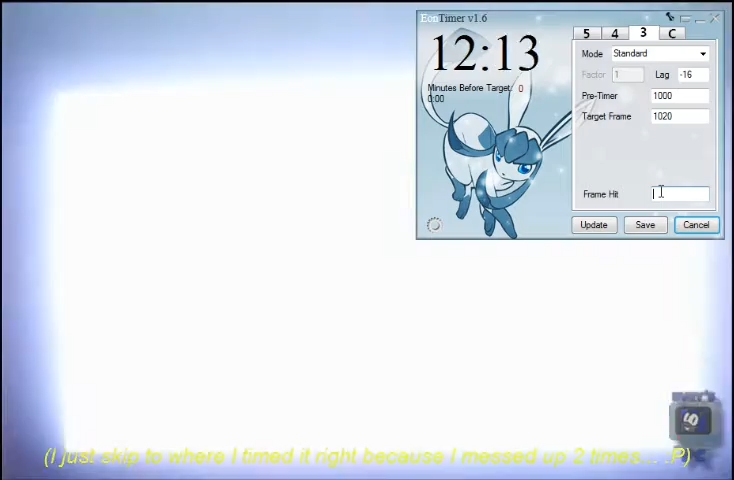 EonTimer v1.6
5 4 3 C
12:13
Minutes Before Target: 0
0:00
Mode Standard
Factor 1 Lag -16
Pre-Timer 1000
Target Frame 1020
Frame Hit
Update Save Cancel
(I just skip to where I timed it right because I messed up 2 times... .P)